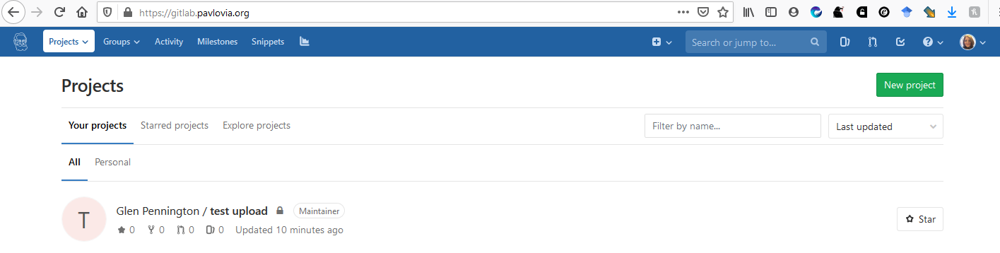 https://gitlab.pavlovia.org
Projects Groups Activity Milestones Snippets Search or jump to...
Projects New project
Your projects Starred projects Explore projects Filter by name... Last updated
All Personal
T Glen Pennington / test upload Maintainer
0 0 0 0 Updated 10 minutes ago Star